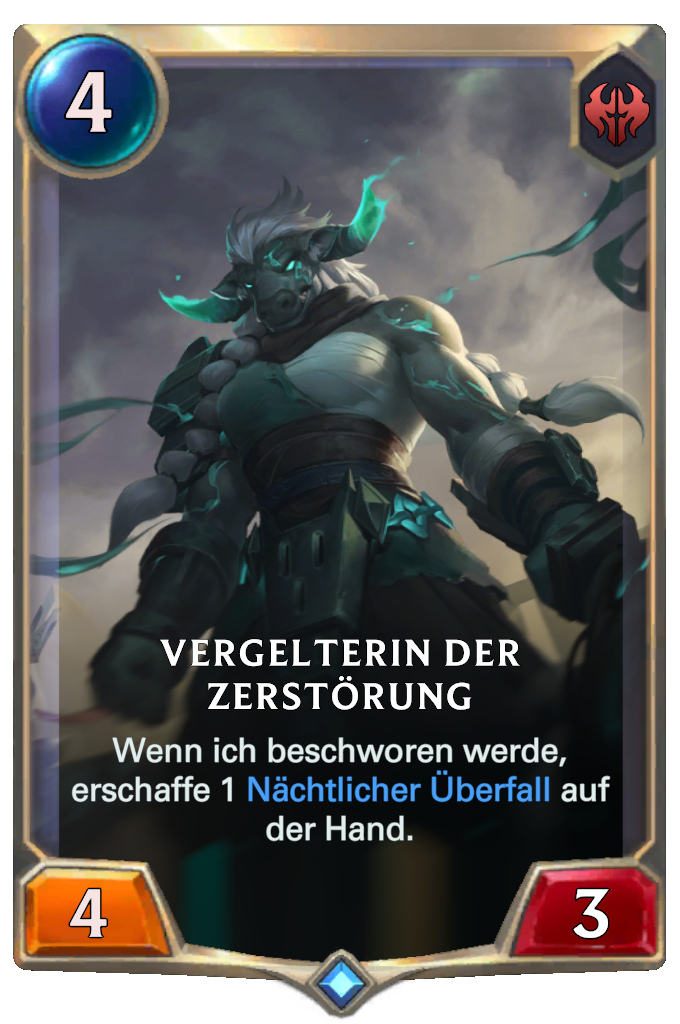 4
VERGELTERIN DER
ZERSTÖRUNG
Wenn ich beschworen werde,
erschaffe 1 Nächtlicher Überfall auf
der Hand.
4
3